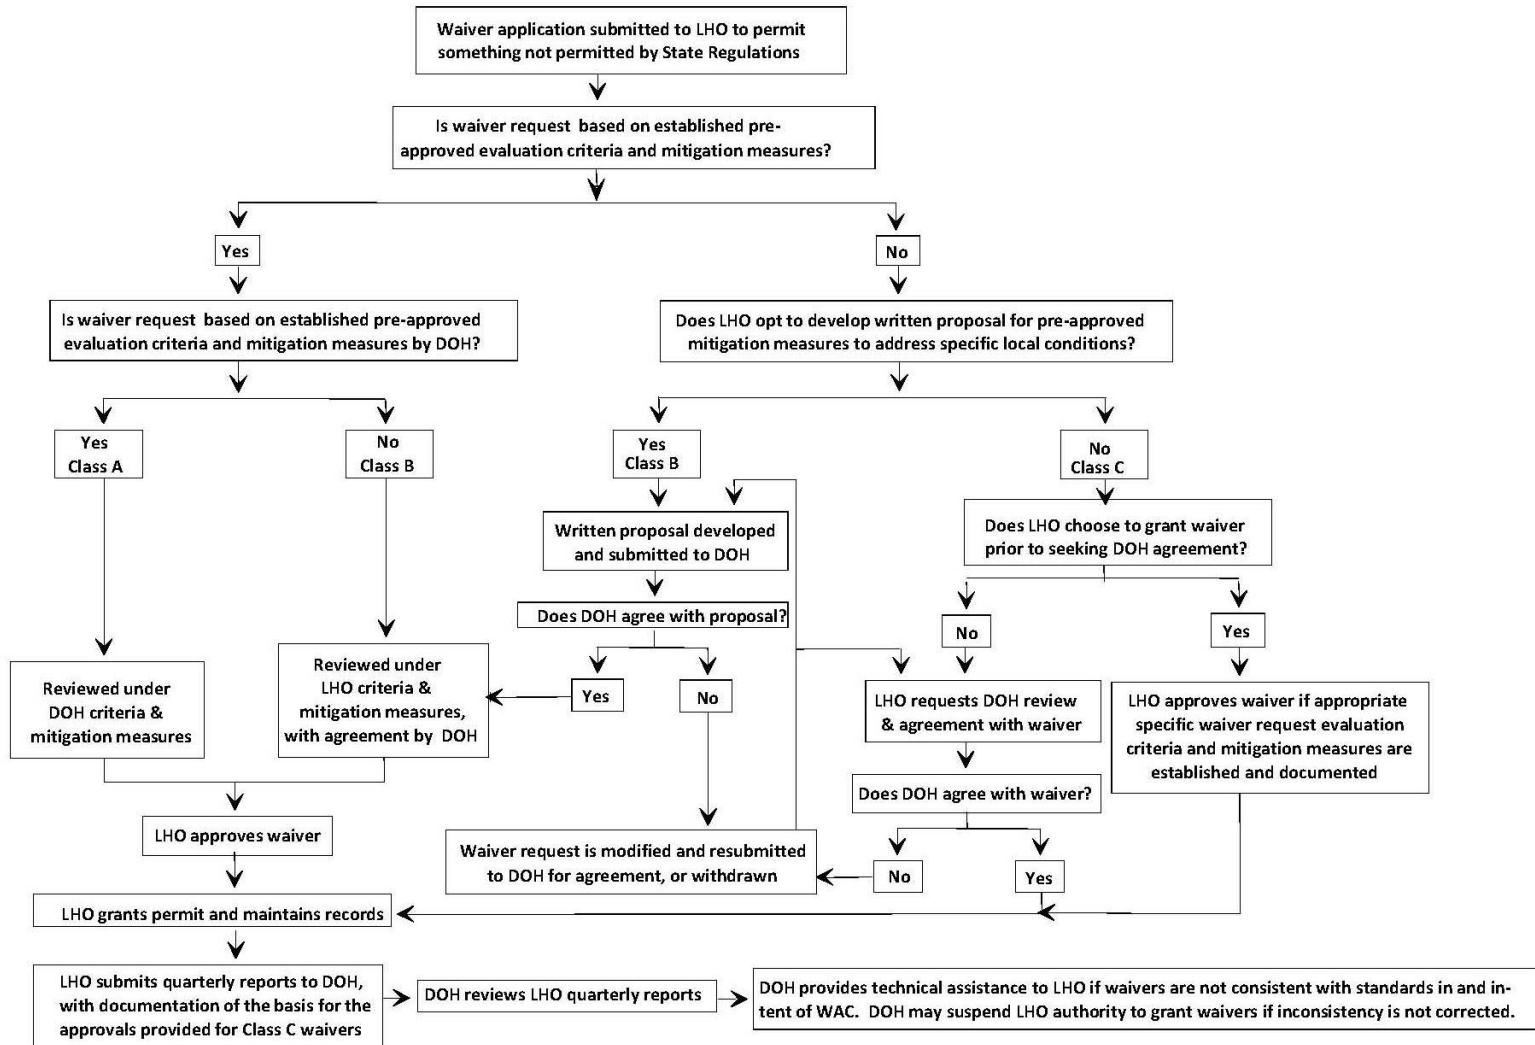 Waiver application submitted to LHO to permit
something not permitted by State Regulations
Is waiver request based on established pre-
approved evaluation criteria and mitigation measures?
Yes
No
Is waiver request based on established pre-approved
evaluation criteria and mitigation measures by DOH?
Does LHO opt to develop written proposal for pre-approved
mitigation measures to address specific local conditions?
Yes
Class A
No
Class B
Yes
Class B
No
Class C
Written proposal developed
and submitted to DOH
Does LHO choose to grant waiver
prior to seeking DOH agreement?
Does DOH agree with proposal?
No
Yes
Reviewed under
DOH criteria &
mitigation measures
Reviewed under
LHO criteria &
mitigation measures,
with agreement by DOH
Yes
No
LHO requests DOH review
& agreement with waiver
LHO approves waiver if appropriate
specific waiver request evaluation
criteria and mitigation measures are
established and documented
Does DOH agree with waiver?
LHO approves waiver
Waiver request is modified and resubmitted
to DOH for agreement, or withdrawn
No
Yes
LHO grants permit and maintains records
LHO submits quarterly reports to DOH,
with documentation of the basis for the
approvals provided for Class C waivers
DOH reviews LHO quarterly reports
DOH provides technical assistance to LHO if waivers are not consistent with standards in and in-
tent of WAC. DOH may suspend LHO authority to grant waivers if inconsistency is not corrected.